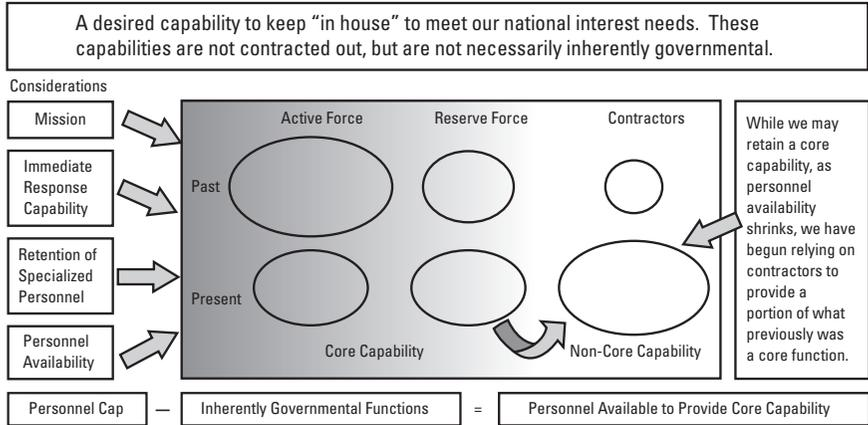 A desired capability to keep “in house” to meet our national interest needs.  These
capabilities are not contracted out, but are not necessarily inherently governmental.
Considerations
Mission
Immediate
Response
Capability
Retention of
Specialized
Personnel
Personnel
Availability
Active Force
Reserve Force
Contractors
Past
Present
Core Capability
Non-Core Capability
While we may
retain a core
capability, as
personnel
availability
shrinks, we have
begun relying on
contractors to
provide a
portion of what
previously was
a core function.
Personnel Cap — Inherently Governmental Functions = Personnel Available to Provide Core Capability